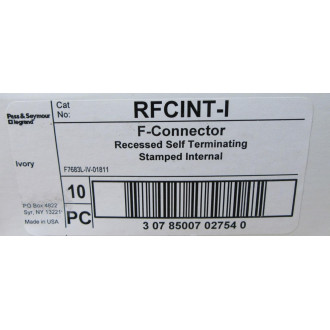 Pass & Seymour
legrand
Cat
No:
RFCINT-I
F-Connector
Recessed Self Terminating
Stamped Internal
Ivory
F7683L-IV-01811
10
PC
PO Box 4822
Syr, NY 13221
Made in USA
3 07 85007 02754 0